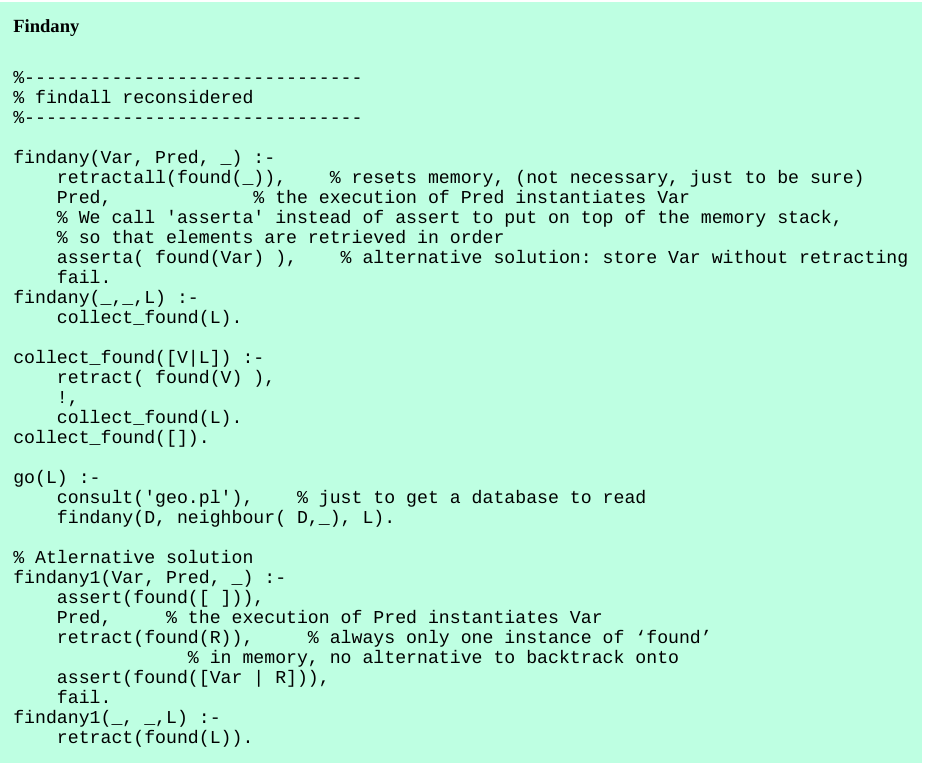 Findany
%-------------------------------
% findall reconsidered
%-------------------------------
findany(Var, Pred, _) :-
    retractall(found(_)),    % resets memory, (not necessary, just to be sure)
    Pred,             % the execution of Pred instantiates Var
    % We call 'asserta' instead of assert to put on top of the memory stack,
    % so that elements are retrieved in order
    asserta( found(Var) ),    % alternative solution: store Var without retracting
    fail.
findany(_,_,L) :-
    collect_found(L).
collect_found([V|L]) :-
    retract( found(V) ),
    !,
    collect_found(L).
collect_found([]).
go(L) :-
    consult('geo.pl'),    % just to get a database to read
    findany(D, neighbour( D,_), L).
% Atlernative solution
findany1(Var, Pred, _) :-
    assert(found([ ])),
    Pred,     % the execution of Pred instantiates Var
    retract(found(R)),     % always only one instance of ‘found’
                % in memory, no alternative to backtrack onto
    assert(found([Var | R])),
    fail.
findany1(_, _,L) :-
    retract(found(L)).